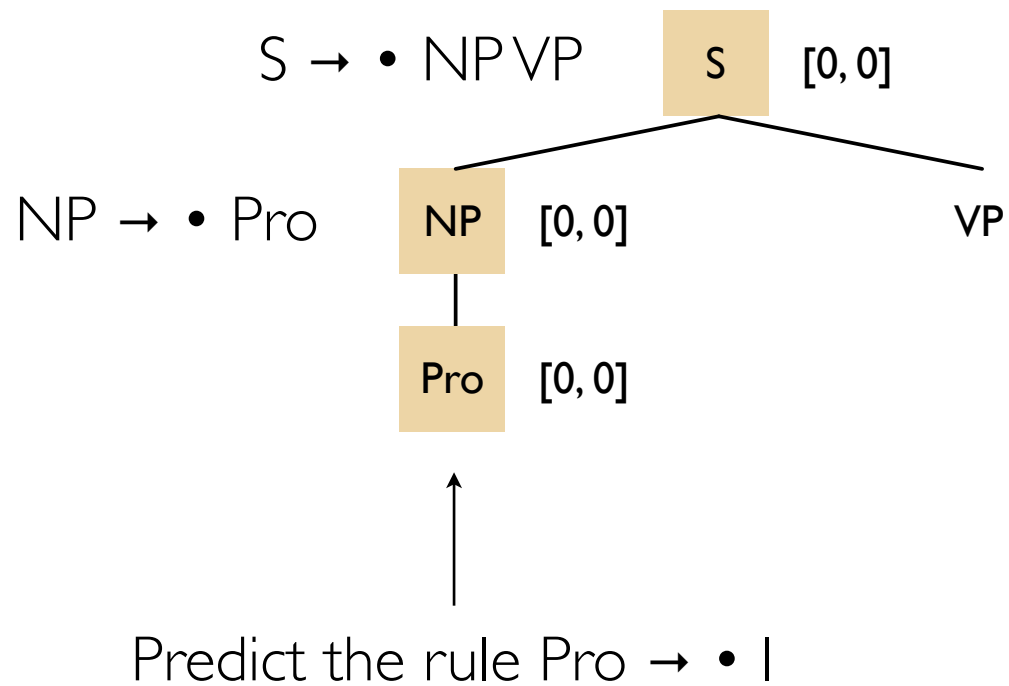 S → • NP VP S [0, 0]
NP → • Pro NP [0, 0] VP
Pro [0, 0]
Predict the rule Pro → • I